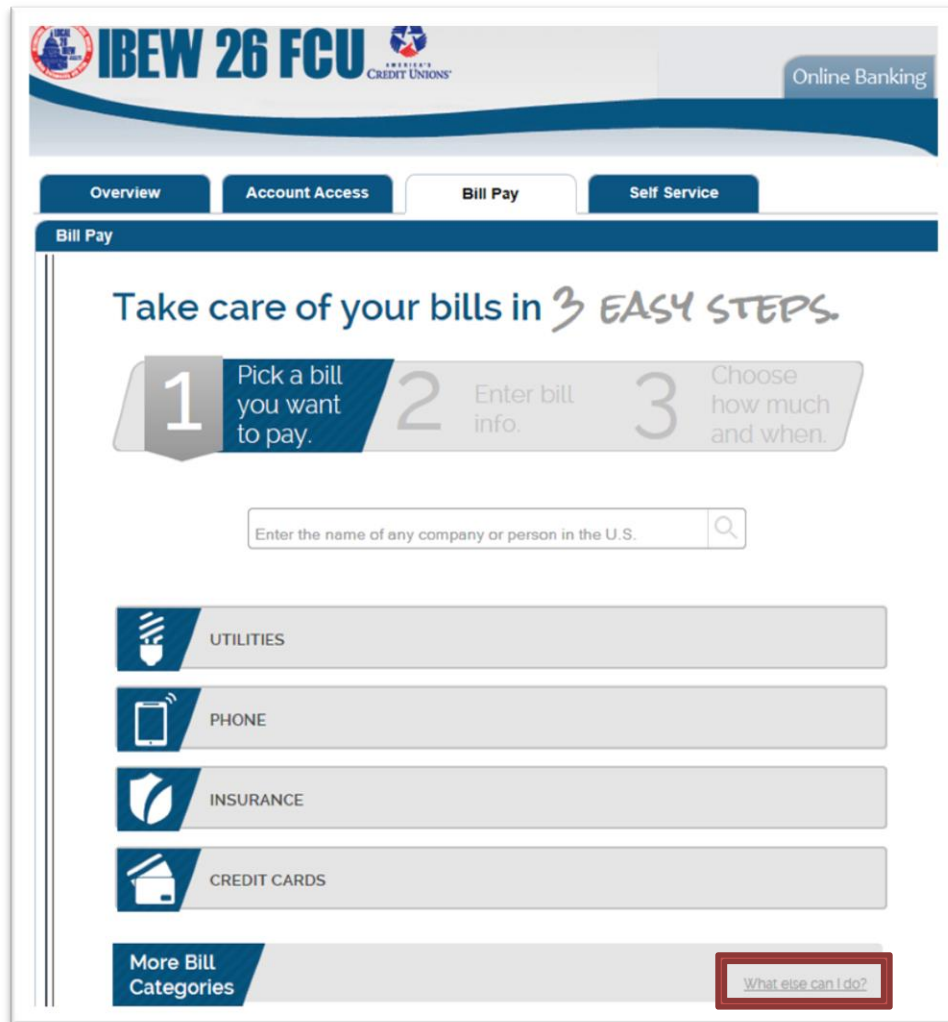 IBEW 26 FCU
AMERICA'S
CREDIT UNIONS
Online Banking
Overview
Account Access
Bill Pay
Self Service
Bill Pay
Take care of your bills in 3 EASY STEPS.
1
Pick a bill
you want
to pay.
2
Enter bill
info.
3
Choose
how much
and when.
Enter the name of any company or person in the U.S.
UTILITIES
PHONE
INSURANCE
CREDIT CARDS
More Bill
Categories
What else can I do?